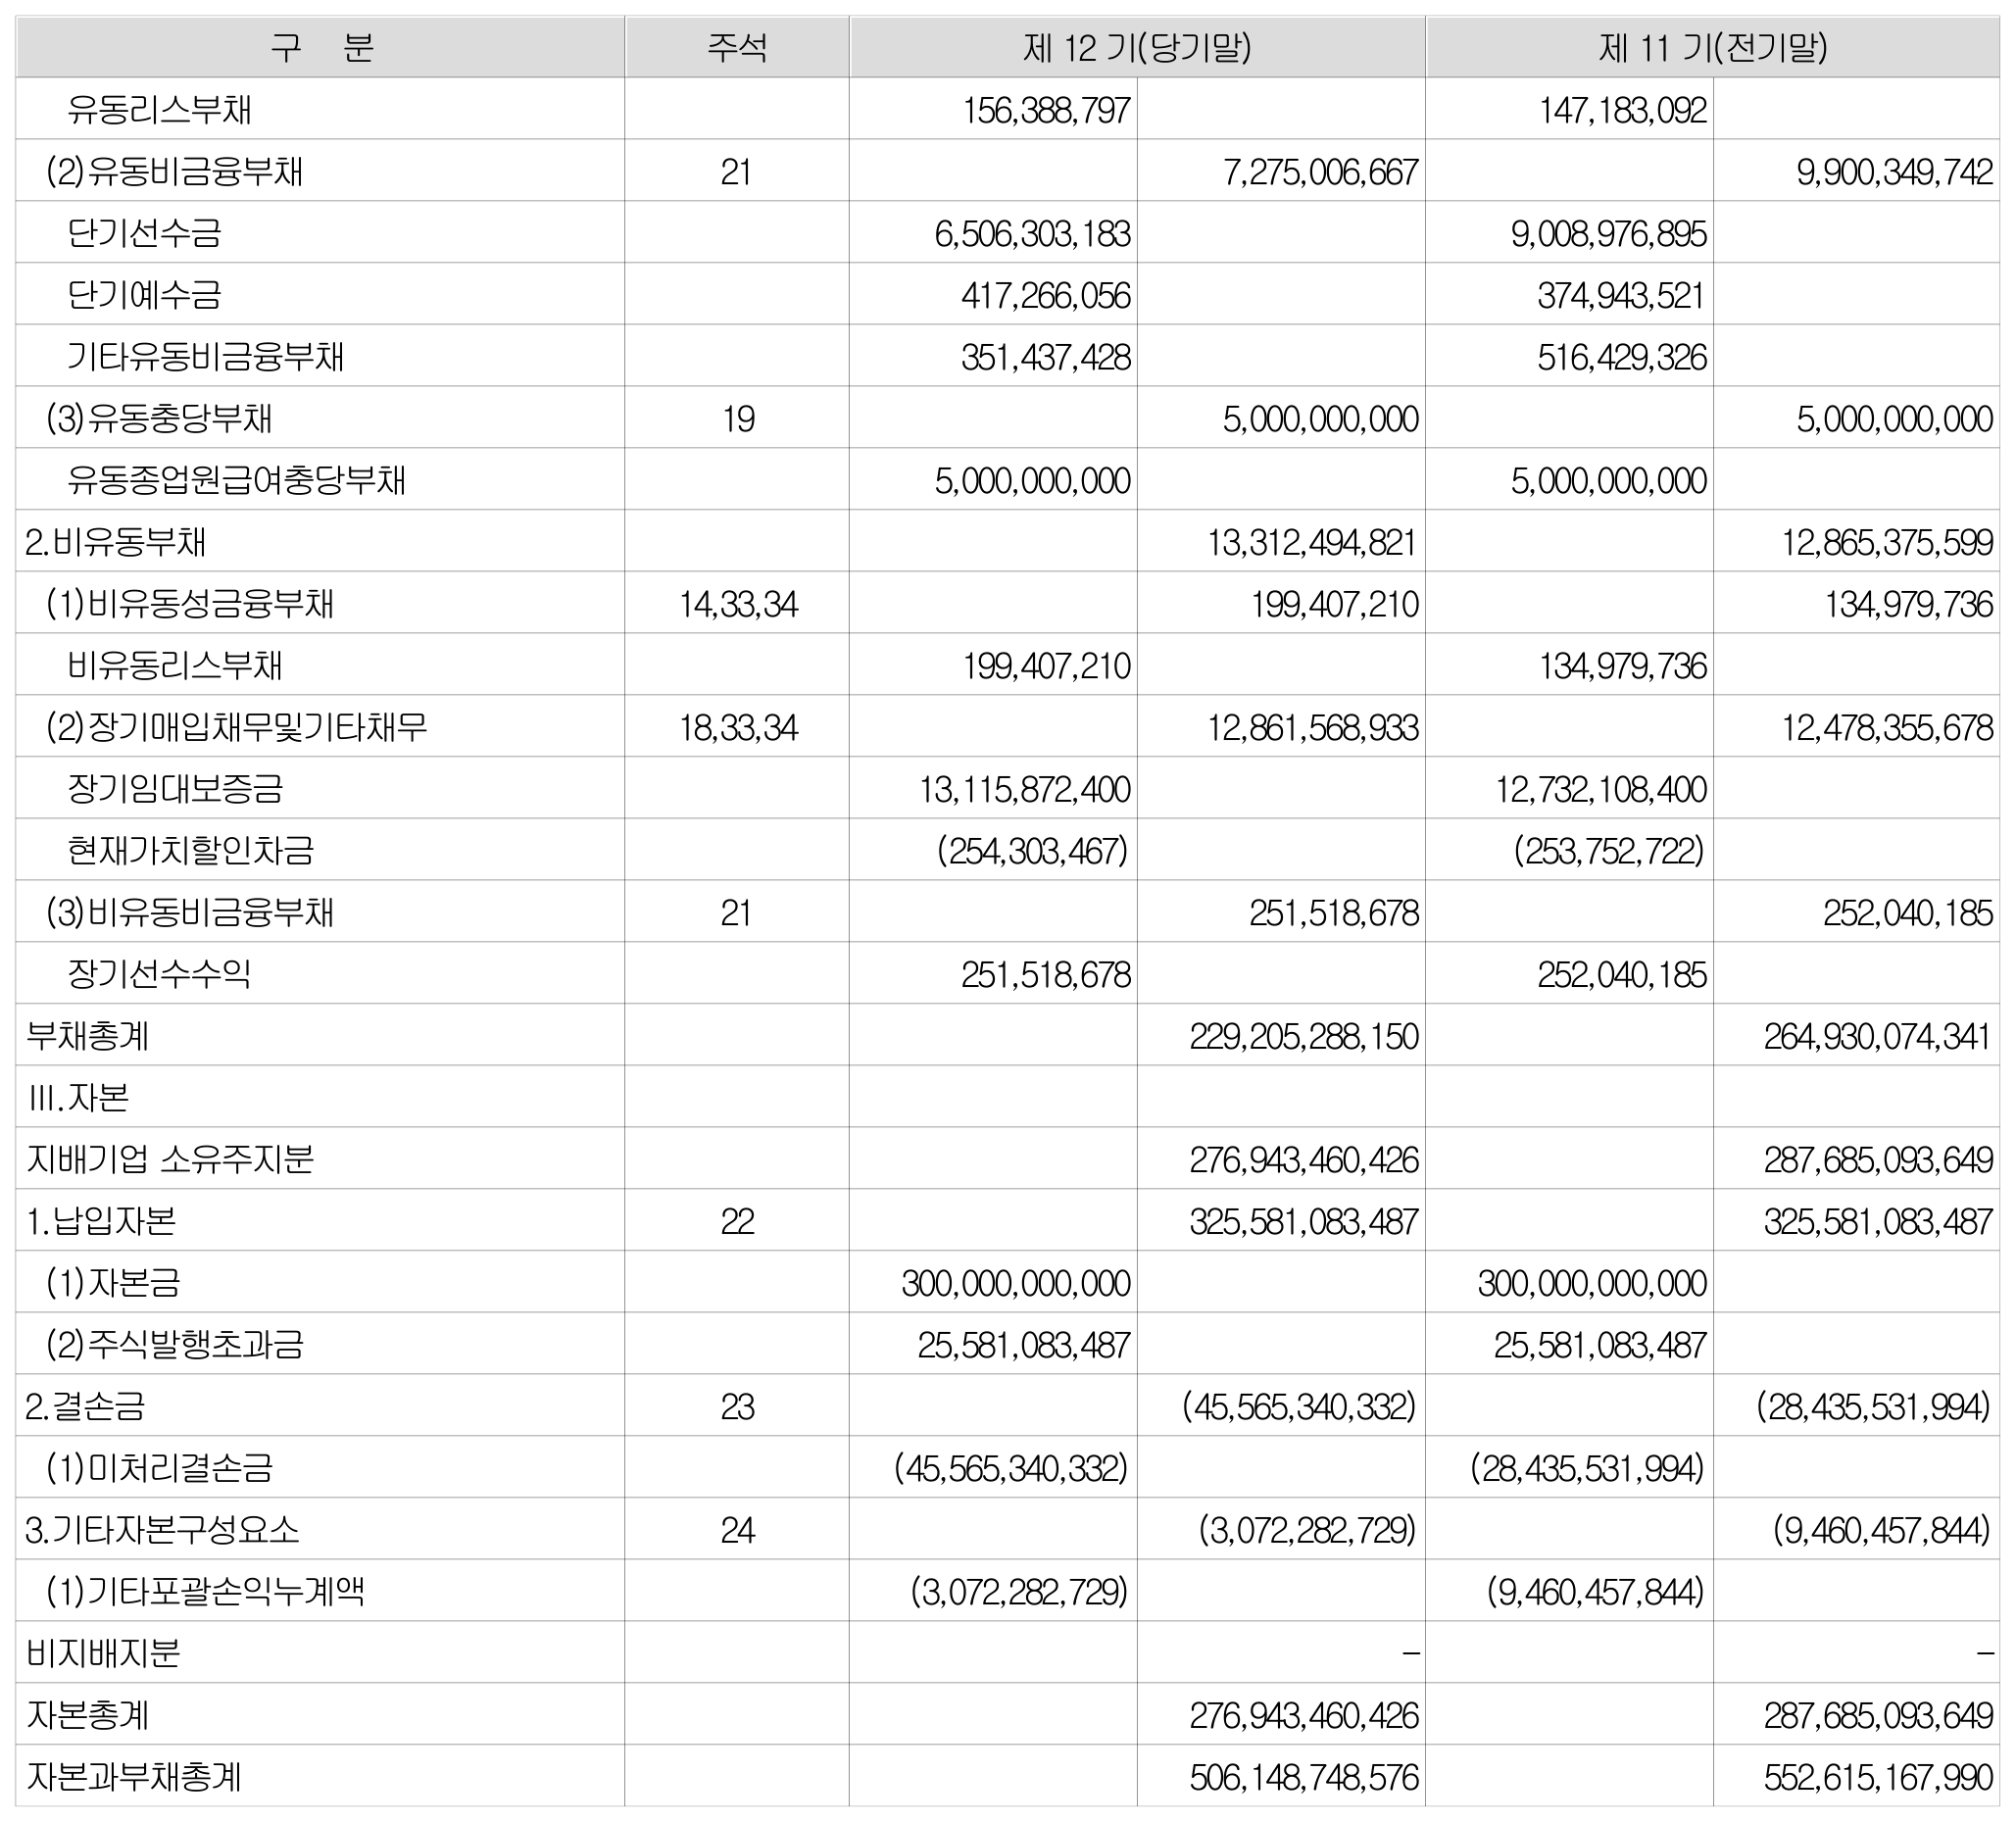 구 분 주석 제 12 기(당기말) 제 11 기(전기말)
유동리스부채 156,388,797 147,183,092
(2)유동비금융부채 21 7,275,006,667 9,900,349,742
단기선수금 6,506,303,183 9,008,976,895
단기예수금 417,266,056 374,943,521
기타유동비금융부채 351,437,428 516,429,326
(3)유동충당부채 19 5,000,000,000 5,000,000,000
유동종업원급여충당부채 5,000,000,000 5,000,000,000
2.비유동부채 13,312,494,821 12,865,375,599
(1)비유동성금융부채 14,33,34 199,407,210 134,979,736
비유동리스부채 199,407,210 134,979,736
(2)장기매입채무및기타채무 18,33,34 12,861,568,933 12,478,355,678
장기임대보증금 13,115,872,400 12,732,108,400
현재가치할인차금 (254,303,467) (253,752,722)
(3)비유동비금융부채 21 251,518,678 252,040,185
장기선수수익 251,518,678 252,040,185
부채총계 229,205,288,150 264,930,074,341
Ⅲ.자본
지배기업 소유주지분 276,943,460,426 287,685,093,649
1.납입자본 22 325,581,083,487 325,581,083,487
(1)자본금 300,000,000,000 300,000,000,000
(2)주식발행초과금 25,581,083,487 25,581,083,487
2.결손금 23 (45,565,340,332) (28,435,531,994)
(1)미처리결손금 (45,565,340,332) (28,435,531,994)
3.기타자본구성요소 24 (3,072,282,729) (9,460,457,844)
(1)기타포괄손익누계액 (3,072,282,729) (9,460,457,844)
비지배지분 – –
자본총계 276,943,460,426 287,685,093,649
자본과부채총계 506,148,748,576 552,615,167,990